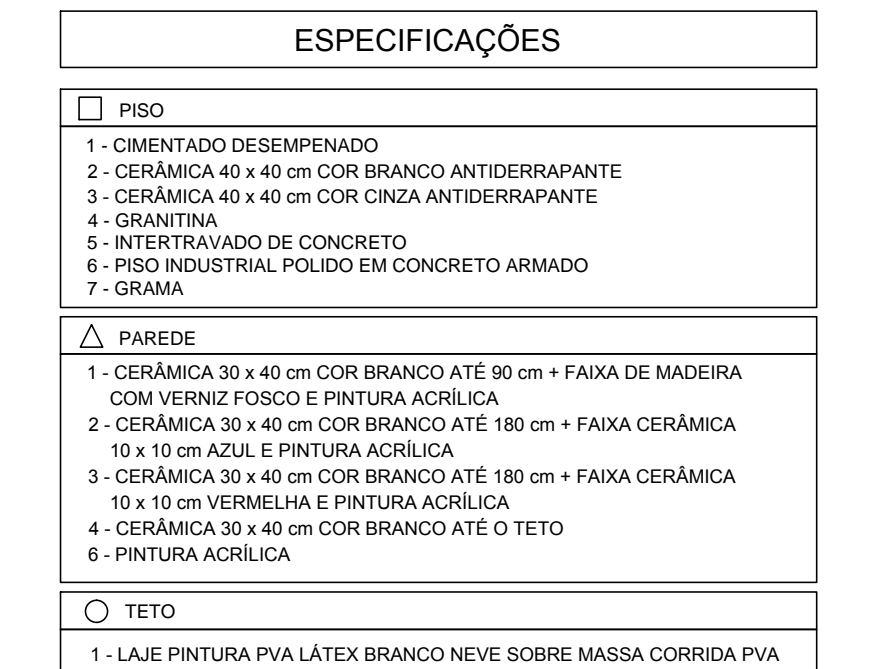 ESPECIFICAÇÕES
PISO
1 - CIMENTADO DESEMPENADO
2 - CERÂMICA 40 x 40 cm COR BRANCO ANTIDERRAPANTE
3 - CERÂMICA 40 x 40 cm COR CINZA ANTIDERRAPANTE
4 - GRANITINA
5 - INTERTRAVADO DE CONCRETO
6 - PISO INDUSTRIAL POLIDO EM CONCRETO ARMADO
7 - GRAMA
PAREDE
1 - CERÂMICA 30 x 40 cm COR BRANCO ATÉ 90 cm + FAIXA DE MADEIRA
COM VERNIZ FOSCO E PINTURA ACRÍLICA
2 - CERÂMICA 30 x 40 cm COR BRANCO ATÉ 180 cm + FAIXA CERÂMICA
10 x 10 cm AZUL E PINTURA ACRÍLICA
3 - CERÂMICA 30 x 40 cm COR BRANCO ATÉ 180 cm + FAIXA CERÂMICA
10 x 10 cm VERMELHA E PINTURA ACRÍLICA
4 - CERÂMICA 30 x 40 cm COR BRANCO ATÉ O TETO
6 - PINTURA ACRÍLICA
TETO
1 - LAJE PINTURA PVA LÁTEX BRANCO NEVE SOBRE MASSA CORRIDA PVA